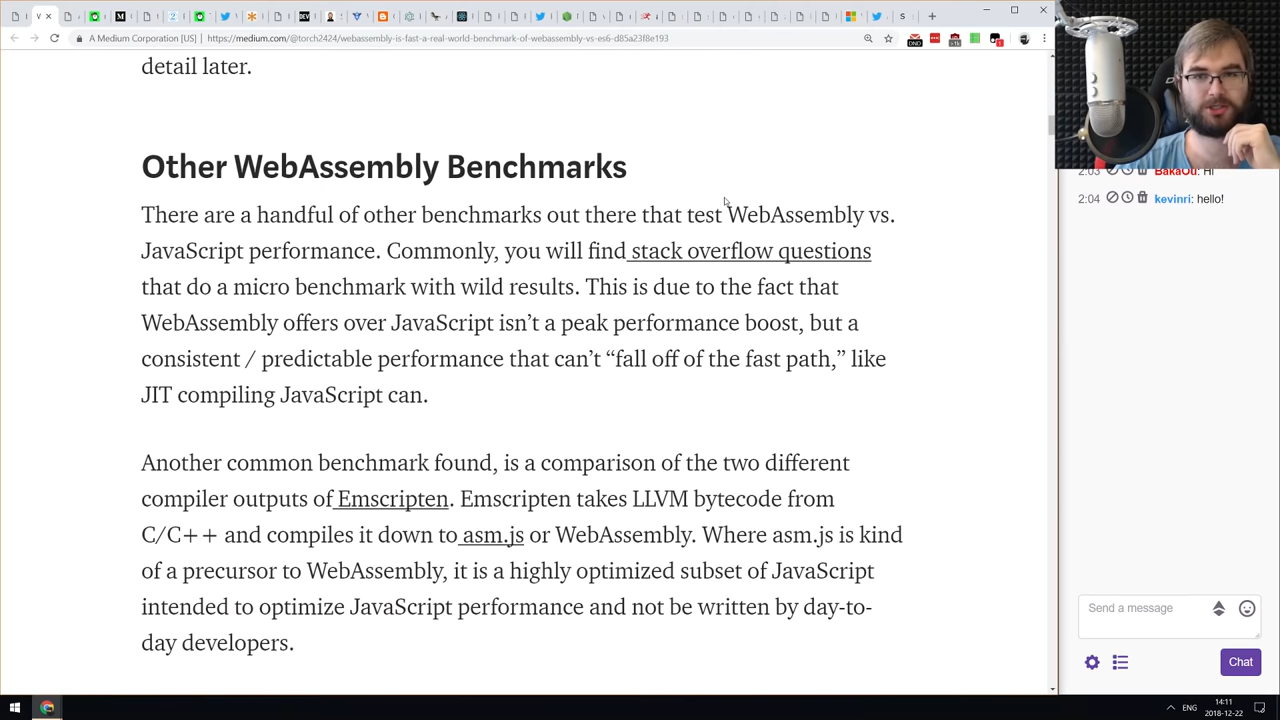 A Medium Corporation [US] | https://medium.com/@torch2424/webassembly-is-fast-a-real-world-benchmark-of-webassembly-vs-es6-d85a23f8e193
detail later.
Other WebAssembly Benchmarks
There are a handful of other benchmarks out there that test WebAssembly vs.
JavaScript performance. Commonly, you will find stack overflow questions
that do a micro benchmark with wild results. This is due to the fact that
WebAssembly offers over JavaScript isn’t a peak performance boost, but a
consistent / predictable performance that can’t “fall off of the fast path,” like
JIT compiling JavaScript can.
Another common benchmark found, is a comparison of the two different
compiler outputs of Emscripten. Emscripten takes LLVM bytecode from
C/C++ and compiles it down to asm.js or WebAssembly. Where asm.js is kind
of a precursor to WebAssembly, it is a highly optimized subset of JavaScript
intended to optimize JavaScript performance and not be written by day-to-
day developers.
2:03 BakaOu: Hi
2:04 kevinri: hello!
Send a message
Chat
ENG
14:11
2018-12-22